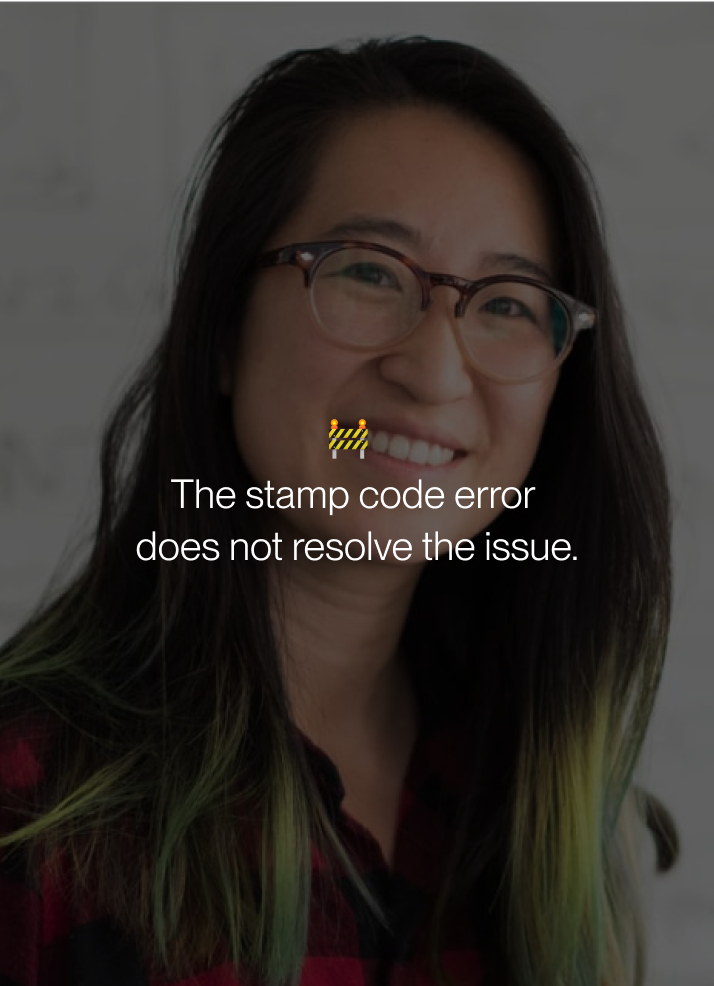 The stamp code error
does not resolve the issue.